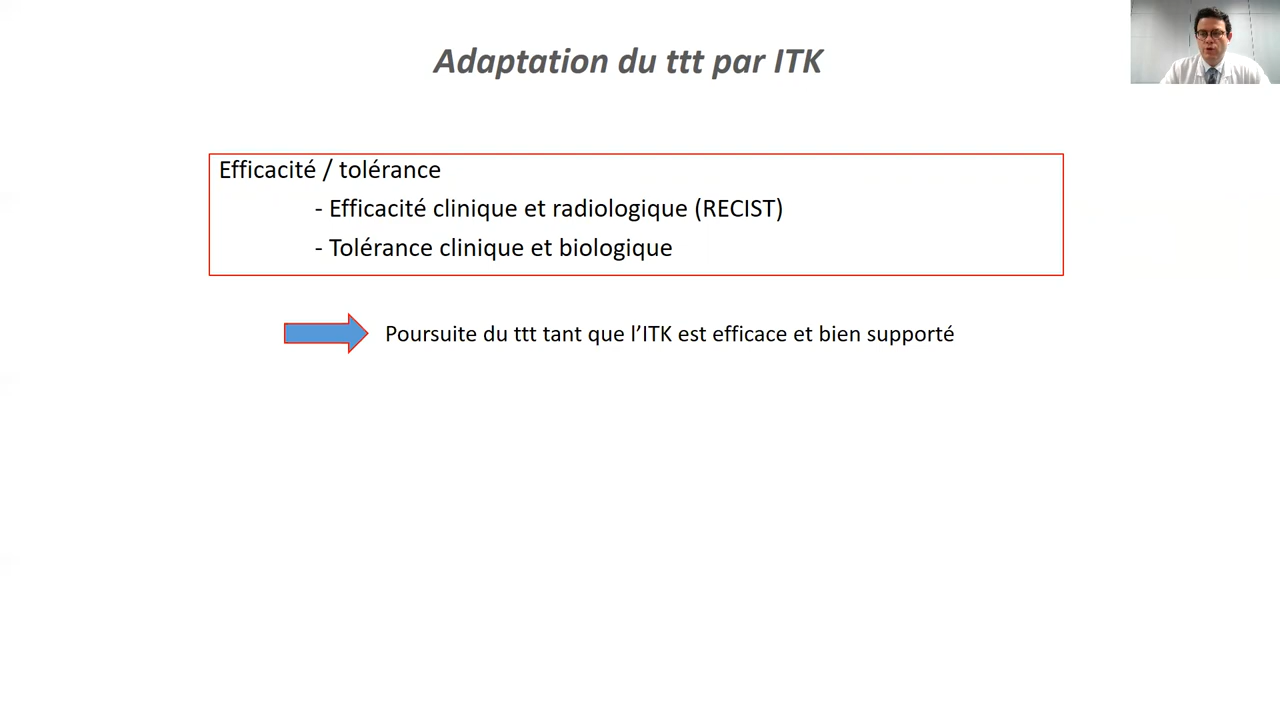 Adaptation du ttt par ITK
Efficacité / tolérance
- Efficacité clinique et radiologique (RECIST)
- Tolérance clinique et biologique
Poursuite du ttt tant que l’ITK est efficace et bien supporté